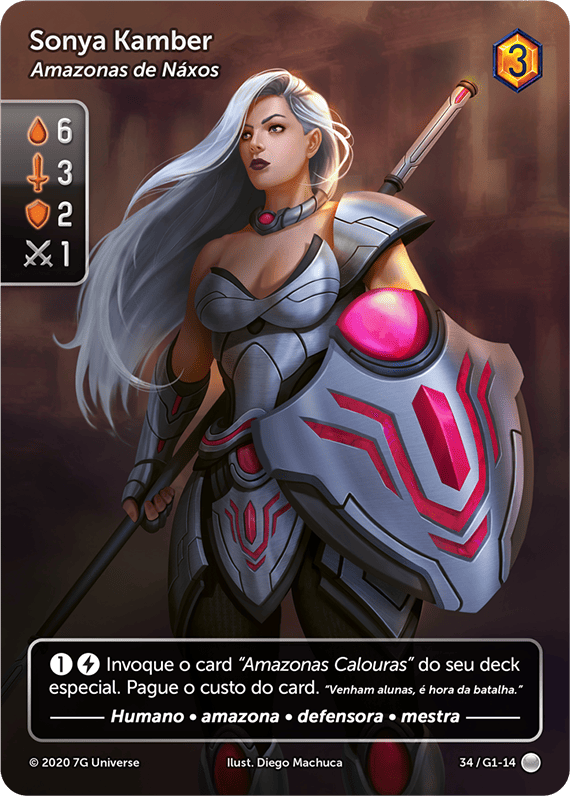 Sonya Kamber
Amazonas de Náxos
3
6
3
2
1
1 Invoque o card “Amazonas Calouras” do seu deck
especial. Pague o custo do card. “Venham alunas, é hora da batalha.”
Humano • amazona • defensora • mestra
© 2020 7G Universe Ilust. Diego Machuca 34 / G1-14